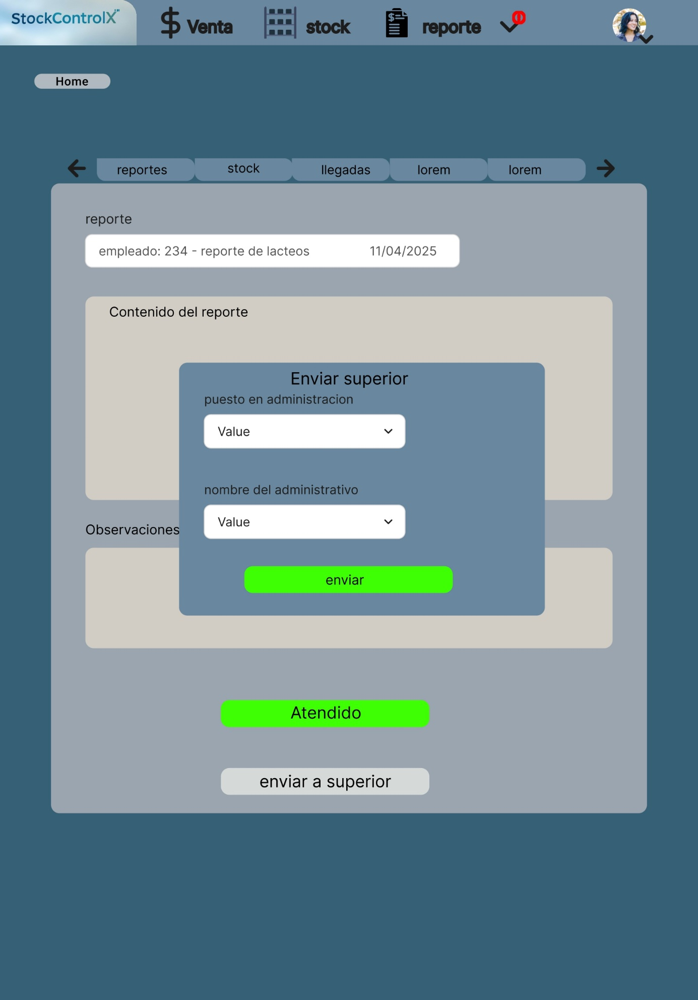 StockControlX™
Venta
stock
reporte
0
Home
reportes
stock
llegadas
lorem
lorem
reporte
empleado: 234 - reporte de lacteos 11/04/2025
Contenido del reporte
Enviar superior
puesto en administracion
Value
nombre del administrativo
Value
Observaciones
enviar
Atendido
enviar a superior